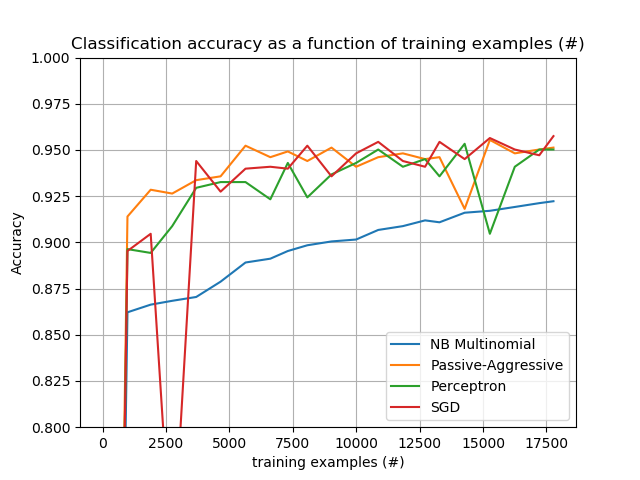 Classification accuracy as a function of training examples (#)
1.000
0.975
0.950
0.925
0.900
0.875
0.850
0.825
0.800
Accuracy
NB Multinomial
Passive-Aggressive
Perceptron
SGD
0 2500 5000 7500 10000 12500 15000 17500
training examples (#)